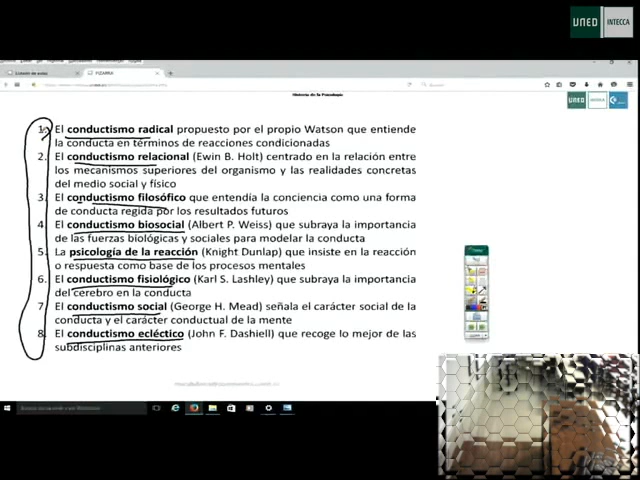 UNED INTECCA
PIZARRA
Historia de la Psicología
UNED INTECCA
1. El conductismo radical propuesto por el propio Watson que entiende
la conducta en términos de reacciones condicionadas
2. El conductismo relacional (Ewin B. Holt) centrado en la relación entre
los mecanismos superiores del organismo y las realidades concretas
del medio social y físico
3. El conductismo filosófico que entendía la conciencia como una forma
de conducta regida por los resultados futuros
4. El conductismo biosocial (Albert P. Weiss) que subraya la importancia
de las fuerzas biológicas y sociales para modelar la conducta
5. La psicología de la reacción (Knight Dunlap) que insiste en la reacción
o respuesta como base de los procesos mentales
6. El conductismo fisiológico (Karl S. Lashley) que subraya la importancia
del cerebro en la conducta
7. El conductismo social (George H. Mead) señala el carácter social de la
conducta y el carácter conductual de la mente
8. El conductismo ecléctico (John F. Dashiell) que recoge lo mejor de las
subdisciplinas anteriores